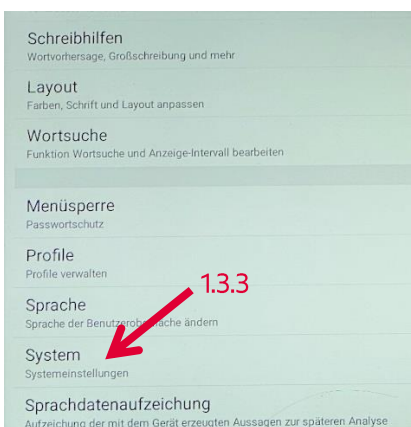 Schreibhilfen
Wortvorhersage, Großschreibung und mehr
Layout
Farben, Schrift und Layout anpassen
Wortsuche
Funktion Wortsuche und Anzeige-Intervall bearbeiten
Menüsperre
Passwortschutz
Profile
Profile verwalten
1.3.3
Sprache
Sprache der ändern
System
Systemeinstellungen
Sprachdatenaufzeichung
Aufzeichung der mit dem Gerät erzeugten Aussagen zur späteren Analyse